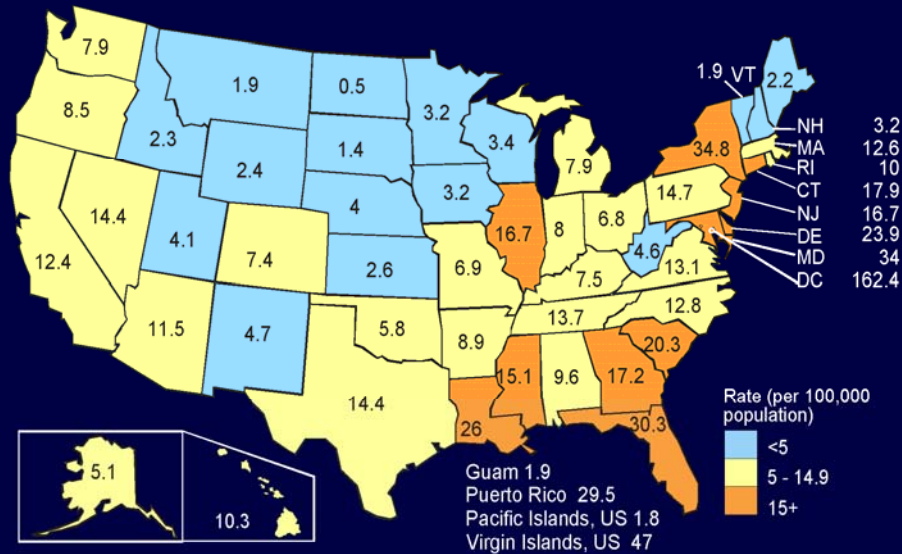 7.9
1.9
0.5
3.2
1.9 VT
2.2
8.5
2.3
2.4
1.4
3.4
7.9
34.8
NH 3.2
MA 12.6
RI 10
CT 17.9
NJ 16.7
DE 23.9
MD 34
DC 162.4
14.4
4.1
4
3.2
16.7
8
6.8
14.7
12.4
7.4
2.6
6.9
7.5
4.6
13.1
11.5
4.7
5.8
8.9
13.7
12.8
14.4
26
15.1
9.6
17.2
20.3
30.3
5.1
10.3
Guam 1.9
Puerto Rico 29.5
Pacific Islands, US 1.8
Virgin Islands, US 47
Rate (per 100,000
population)
<5
5 - 14.9
15+